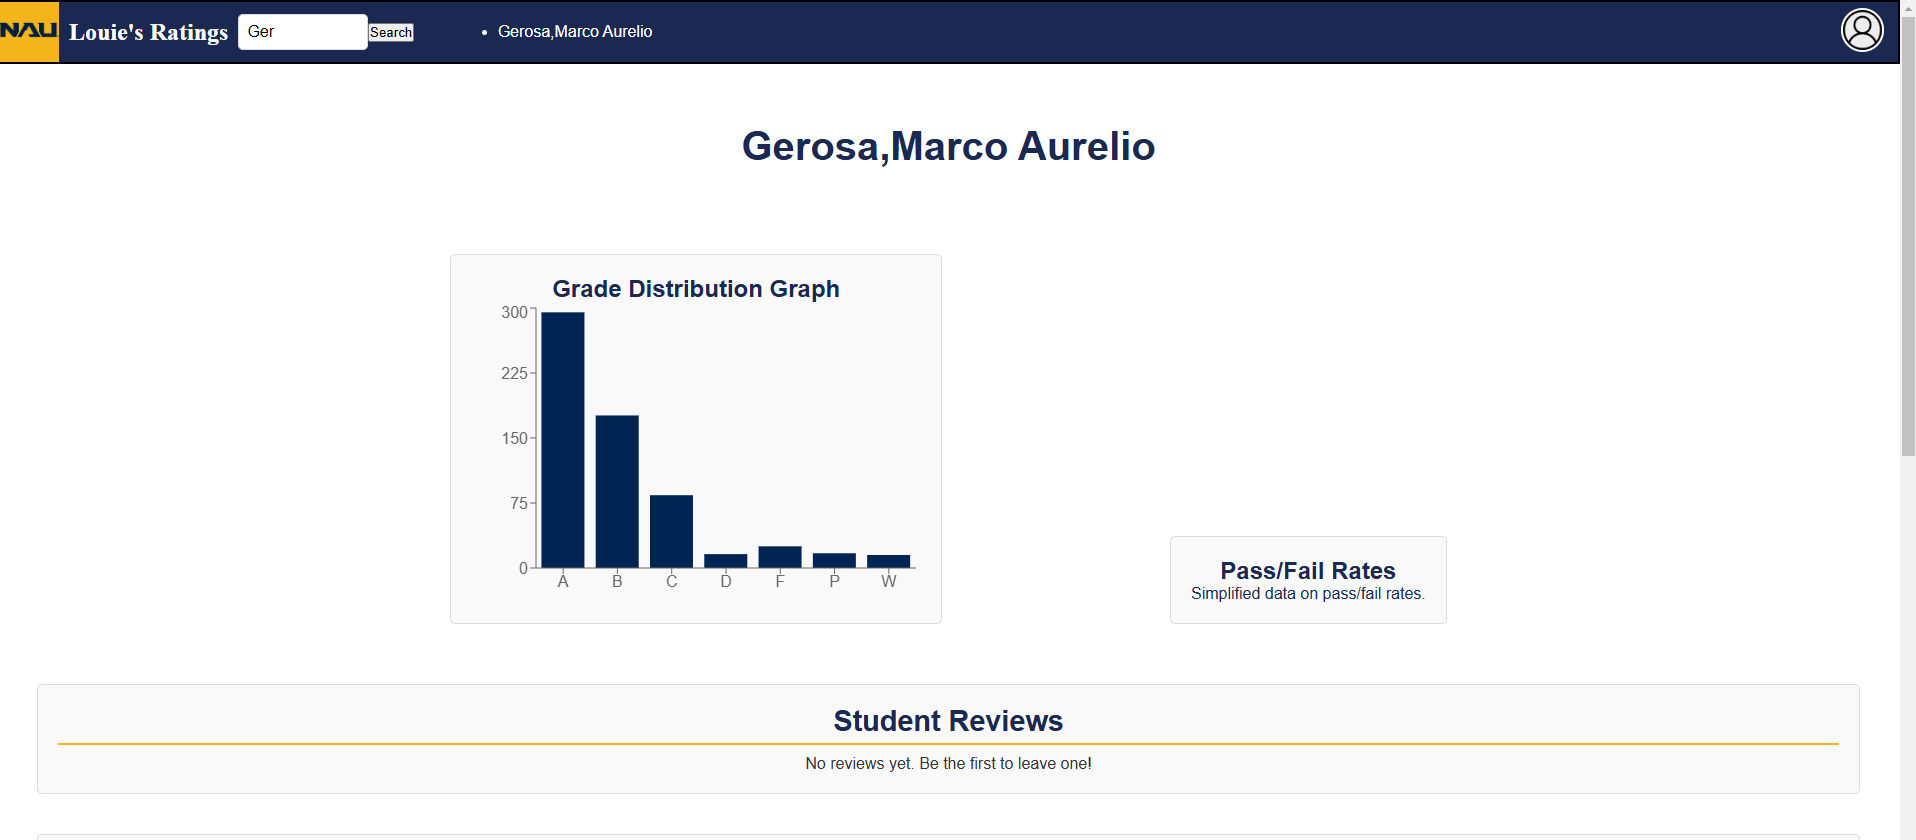 NAU Louie's Ratings Ger Search • Gerosa,Marco Aurelio
Gerosa,Marco Aurelio
Grade Distribution Graph
300
225
150
75
0
A B C D F P W
Pass/Fail Rates
Simplified data on pass/fail rates.
Student Reviews
No reviews yet. Be the first to leave one!